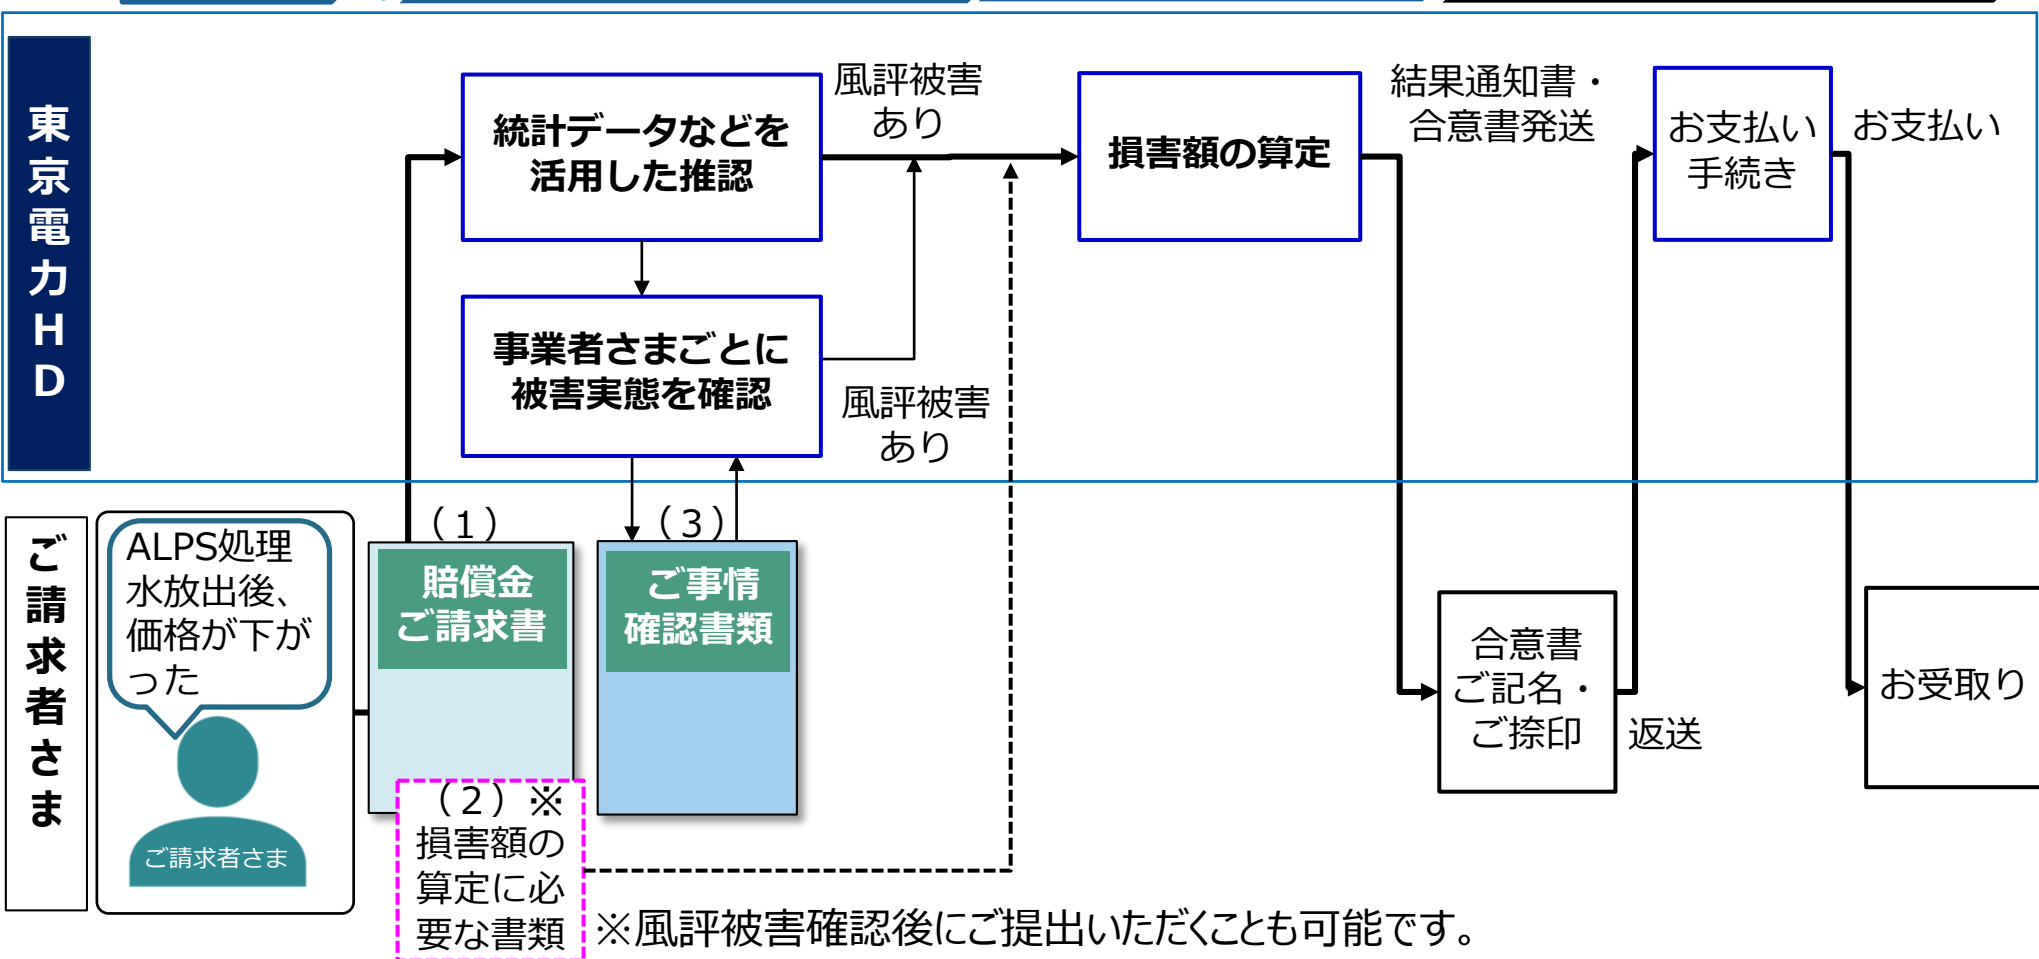 東京電力HD
統計データなどを
活用した推認
風評被害
あり
損害額の算定
結果通知書・
合意書発送
お支払い
手続き
お支払い
事業者さまごとに
被害実態を確認
風評被害
あり
ご請求者さま
ALPS処理
水放出後、
価格が下が
った
ご請求者さま
（1）
賠償金
ご請求書
（3）
ご事情
確認書類
（2）※
損害額の
算定に必
要な書類
合意書
ご記名・
ご捺印
返送
お受取り
※風評被害確認後にご提出いただくことも可能です。